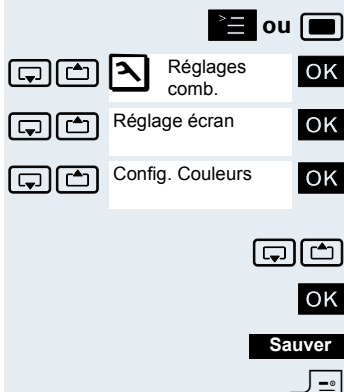 ou
Réglages
comb.
OK
Réglage écran
OK
Config. Couleurs
OK
OK
Sauver